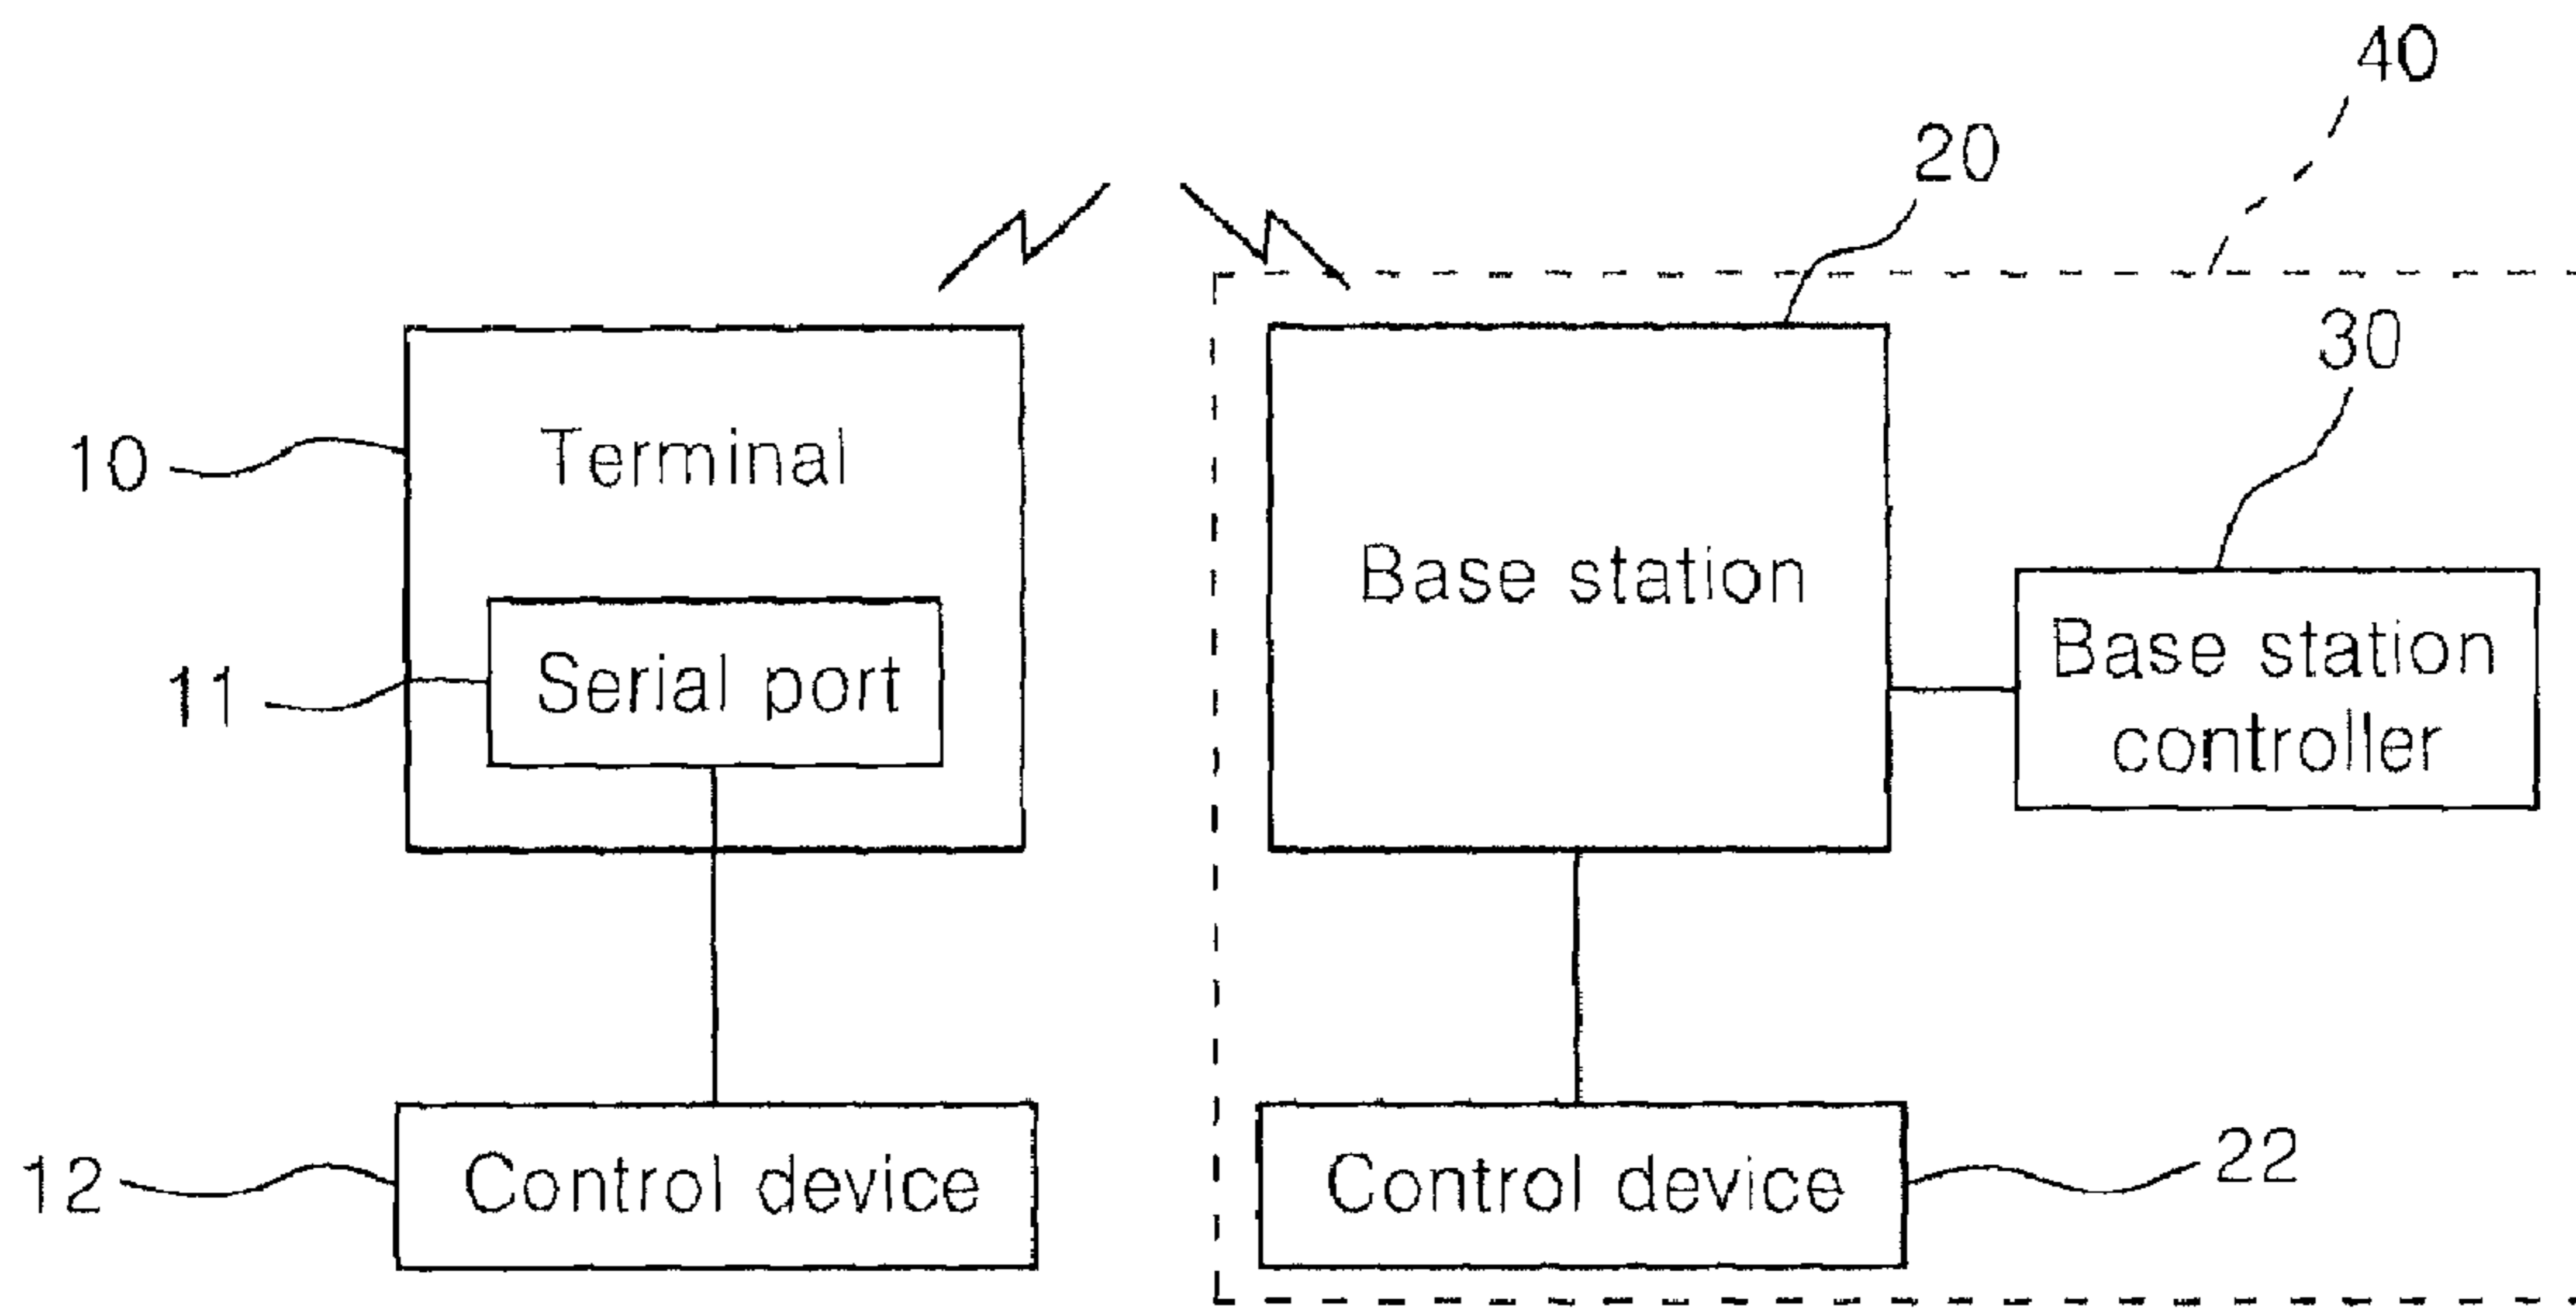 40
20
30
10
Terminal
Base station
11
Serial port
Base station
controller
12
Control device
Control device
22